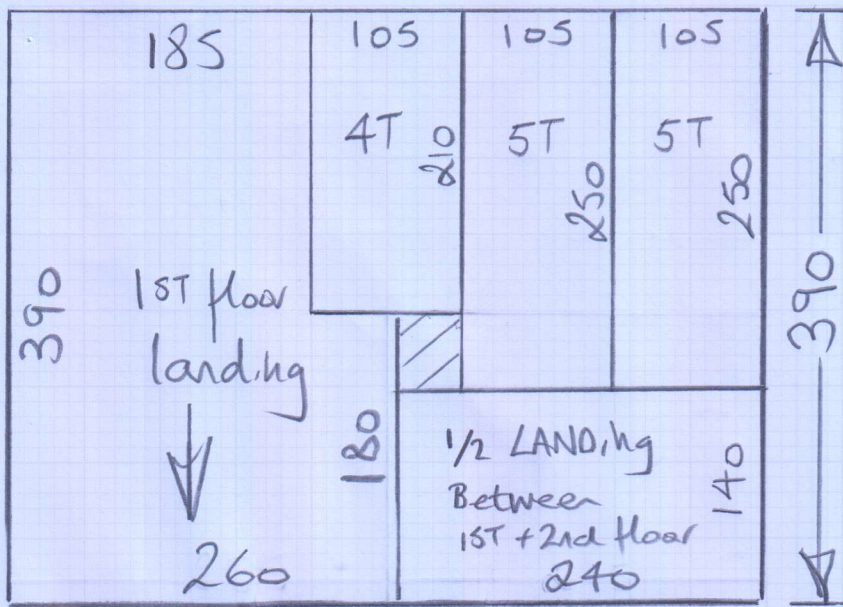 185
105
105
105
4T
5T
5T
210
250
250
390
390
1ST floor
landing
180
1/2 LANDing
Between
1ST + 2nd floor
140
260
240